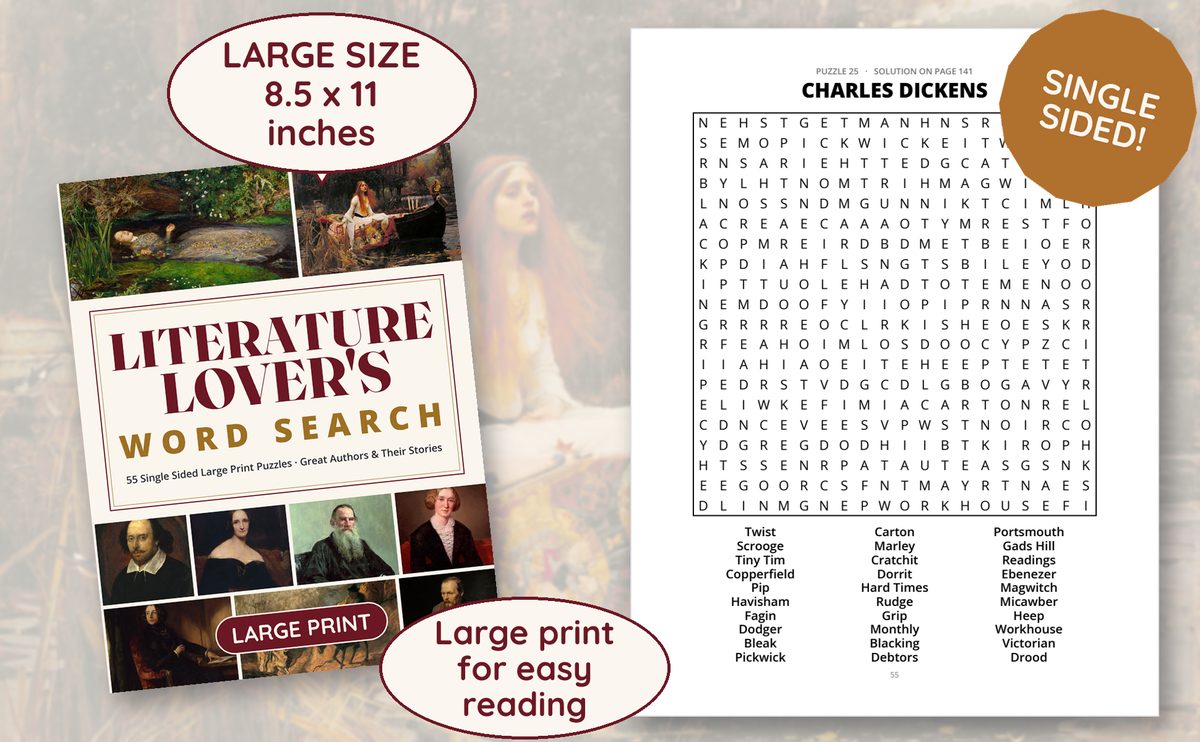 LARGE SIZE
8.5 x 11
inches
LITERATURE
LOVER'S
WORD SEARCH
55 Single Sided Large Print Puzzles · Great Authors & Their Stories
LARGE PRINT
Large print
for easy
reading
SINGLE
SIDED!
PUZZLE 25 · SOLUTION ON PAGE 141
CHARLES DICKENS
N E H S T G E T M A N H N S R
S E M O P I C K W I C K E I T
R N S A R I E H T T E D G C A T
B Y L H T N O M T R I H M A G W I
L N O S S N D M G U N N I K T C I M L
A C R E A E C A A A O T Y M R E S T F O
C O P M R E I R D B D M E T B E I O E R
K P D I A H F L S N G T S B I L E Y O D
I P T T U O L E H A D T O T E M E N O O
N E M D O O F Y I I O P I P R N N A S R
G R R R R E O C L R K I S H E O E S K R
R F E A H O I M L O S D O O C Y P Z C I
I I A H I A O E I T E H E E P T E T E T
P E D R S T V D G C D L G B O G A V Y R
E L I W K E F I M I A C A R T O N R E L
C D N C E V E E S V P W S T N O I R C O
Y D G R E G D O D H I I B T K I R O P H
H T S S E N R P A T A U T E A S G S N K
E E G O O R C S F N T M A Y R T N A E S
D L I N M G N E P W O R K H O U S E F I
Twist Carton Portsmouth
Scrooge Marley Gads Hill
Tiny Tim Cratchit Readings
Copperfield Dorrit Ebenezer
Pip Hard Times Magwitch
Havisham Rudge Micawber
Fagin Grip Heep
Dodger Monthly Workhouse
Bleak Blacking Victorian
Pickwick Debtors Drood
55